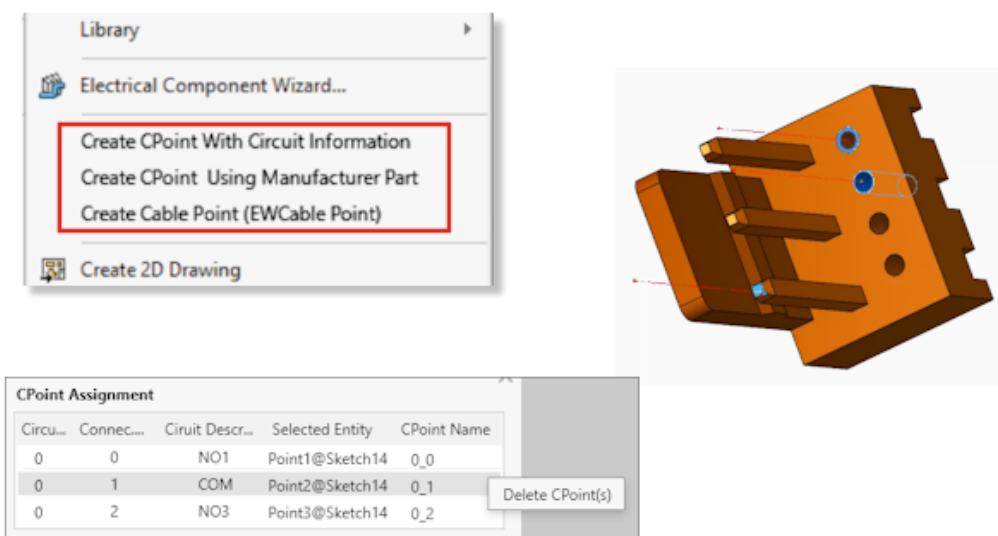 Library
Electrical Component Wizard...
Create CPoint With Circuit Information
Create CPoint Using Manufacturer Part
Create Cable Point (EWCable Point)
Create 2D Drawing
CPoint Assignment
Circu... Connec.... Ciruit Descr... Selected Entity CPoint Name
0 0 NO1 Point1@Sketch14 0_0
0 1 COM Point2@Sketch14 0_1
Delete CPoint(s)
0 2 NO3 Point3@Sketch14 0_2